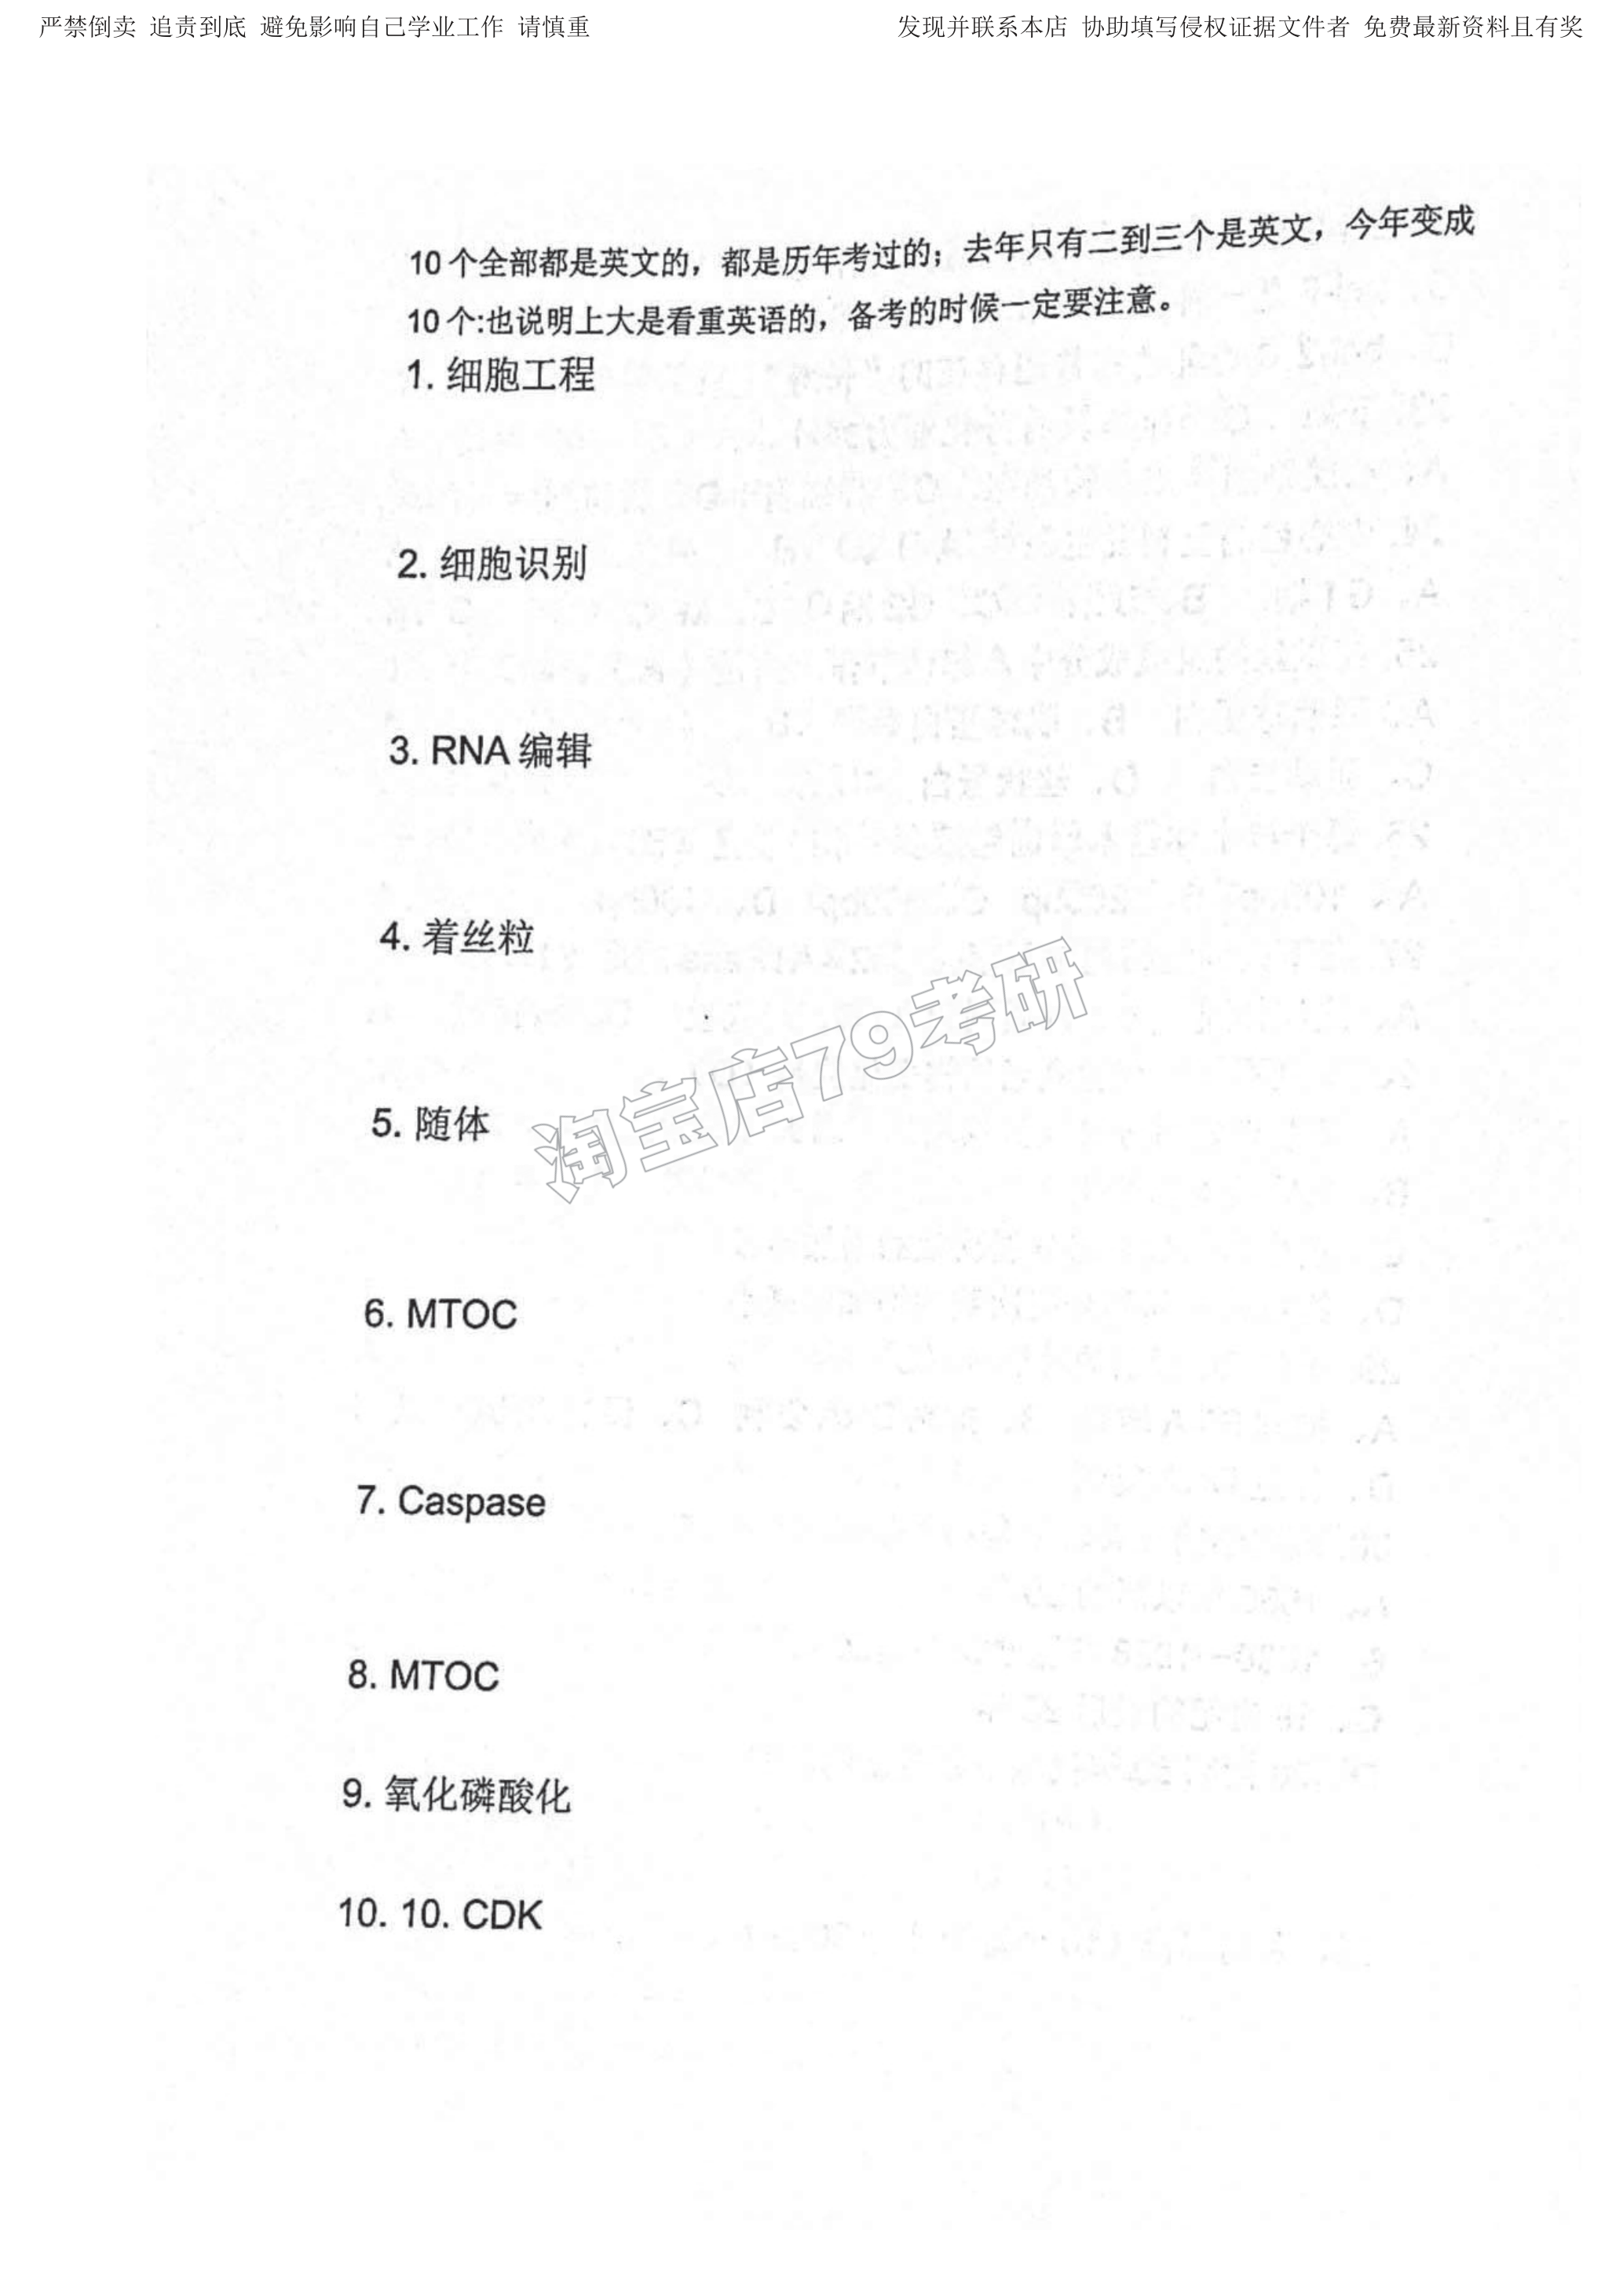 严禁倒卖 追责到底 避免影响自己学业工作 请慎重
发现并联系本店 协助填写侵权证据文件者 免费最新资料且有奖
10个全部都是英文的，都是历年考过的；去年只有二到三个是英文，今年变成
10个:也说明上大是看重英语的，备考的时候一定要注意。
1. 细胞工程
2. 细胞识别
3. RNA 编辑
4. 着丝粒
淘宝店79考研
5. 随体
6. MTOC
7. Caspase
8. MTOC
9. 氧化磷酸化
10. 10. CDK